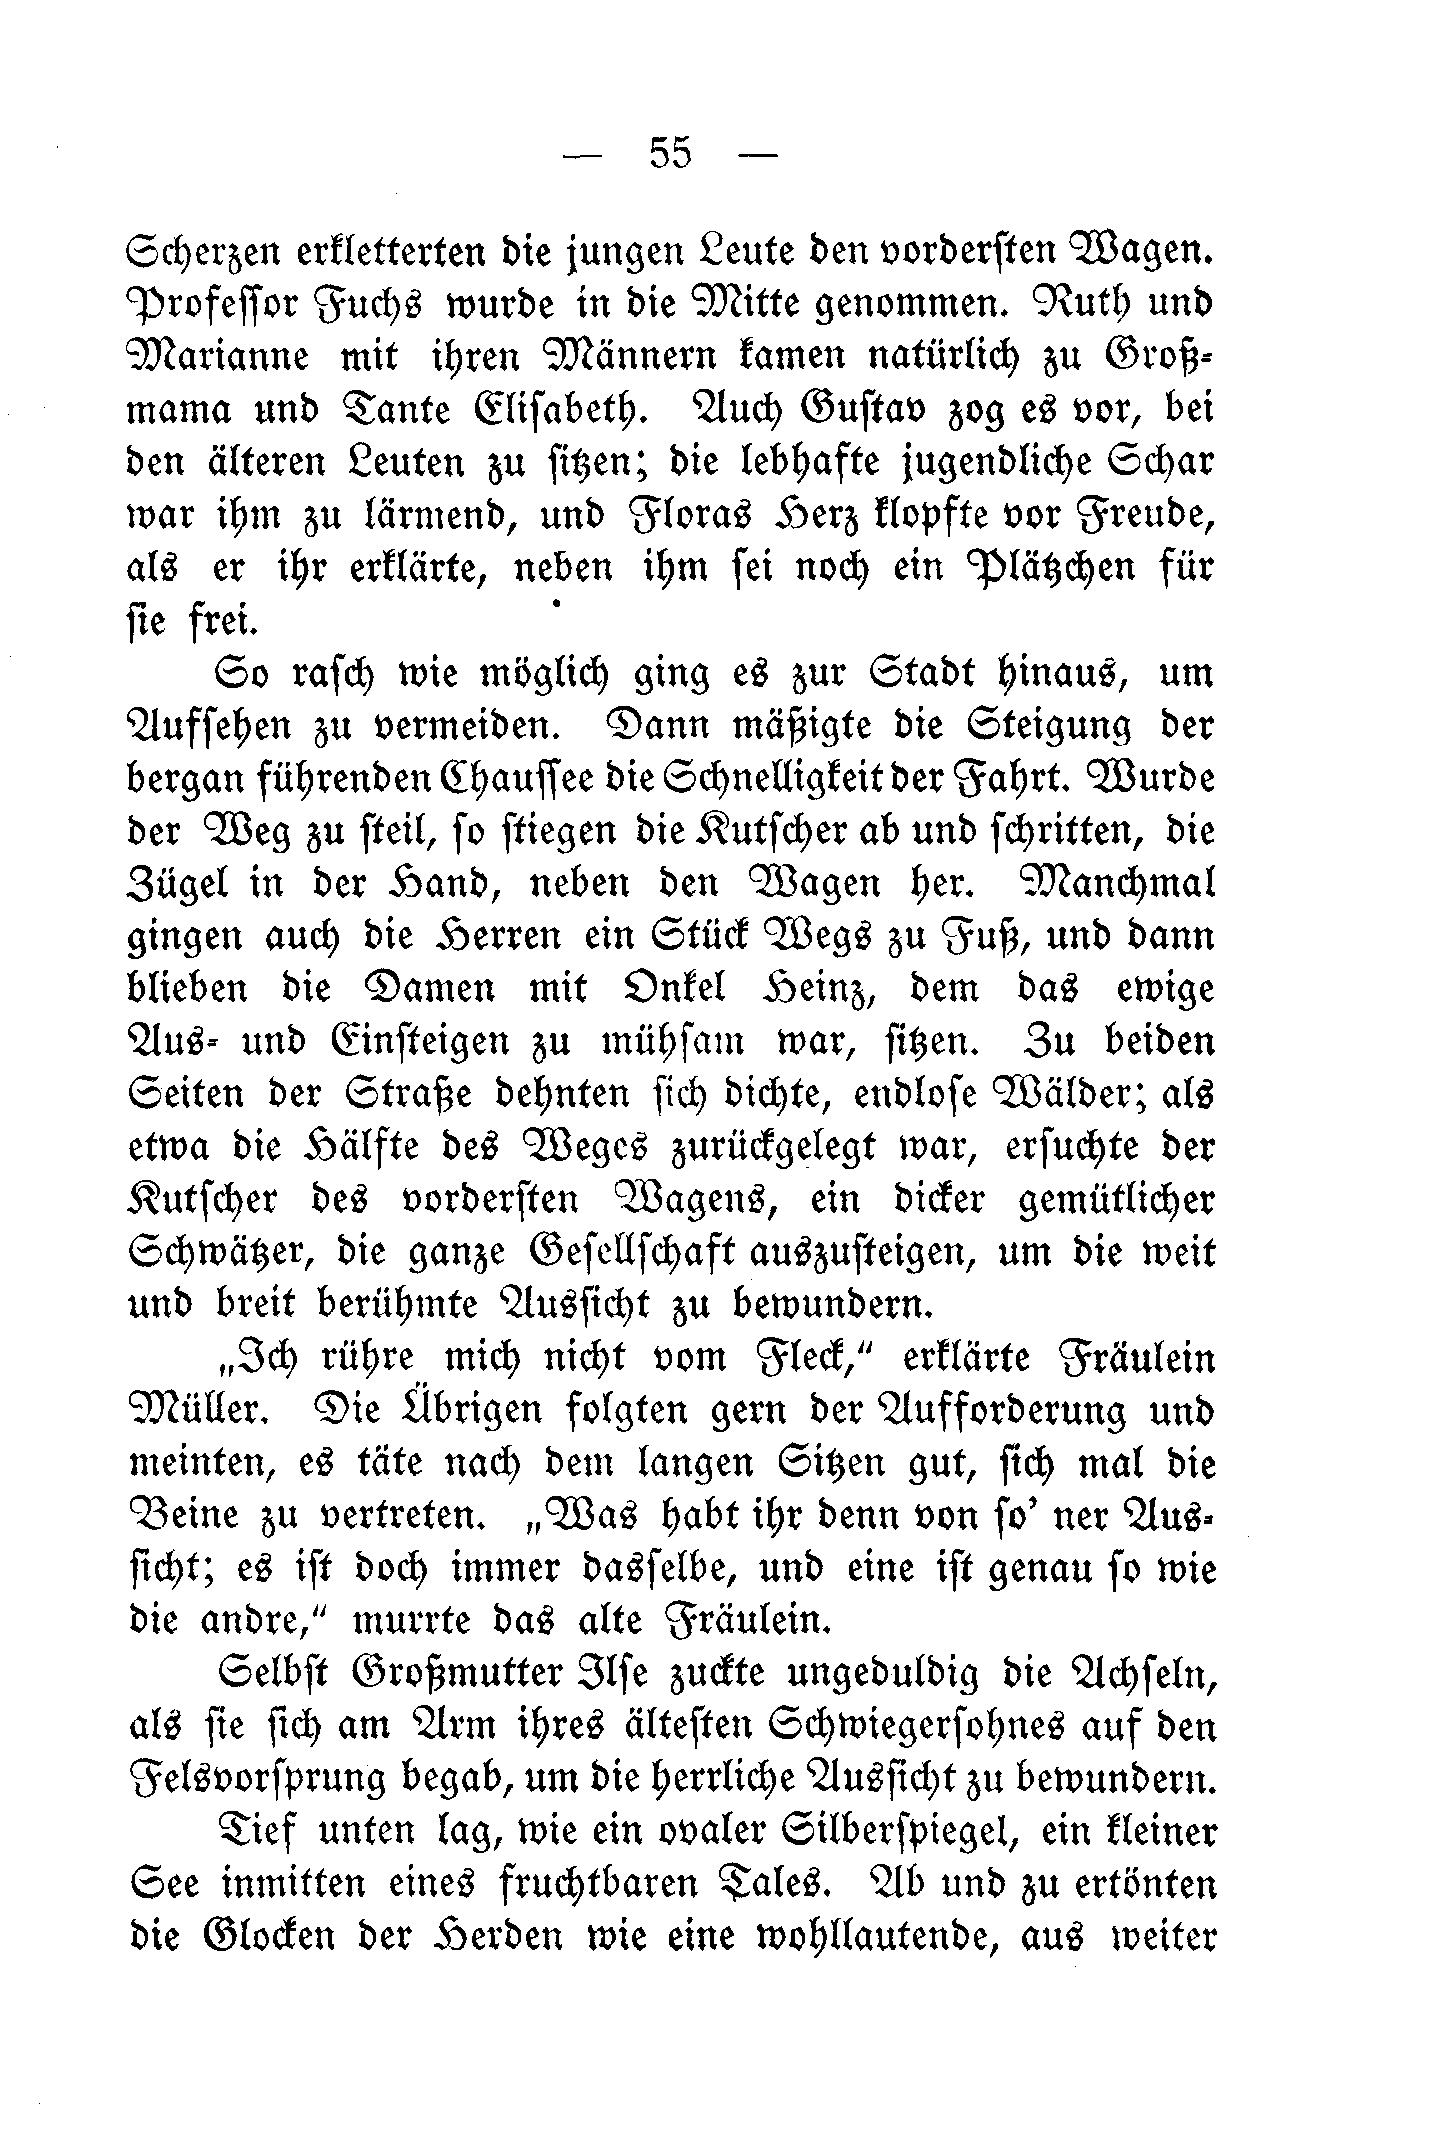 — 55 —
Scherzen erkletterten die jungen Leute den vordersten Wagen.
Professor Fuchs wurde in die Mitte genommen. Ruth und
Marianne mit ihren Männern kamen natürlich zu Groß-
mama und Tante Elisabeth. Auch Gustav zog es vor, bei
den älteren Leuten zu sitzen; die lebhafte jugendliche Schar
war ihm zu lärmend, und Floras Herz klopfte vor Freude,
als er ihr erklärte, neben ihm sei noch ein Plätzchen für
sie frei.
So rasch wie möglich ging es zur Stadt hinaus, um
Aufsehen zu vermeiden. Dann mäßigte die Steigung der
bergan führenden Chaussee die Schnelligkeit der Fahrt. Wurde
der Weg zu steil, so stiegen die Kutscher ab und schritten, die
Zügel in der Hand, neben den Wagen her. Manchmal
gingen auch die Herren ein Stück Wegs zu Fuß, und dann
blieben die Damen mit Onkel Heinz, dem das ewige
Aus- und Einsteigen zu mühsam war, sitzen. Zu beiden
Seiten der Straße dehnten sich dichte, endlose Wälder; als
etwa die Hälfte des Weges zurückgelegt war, ersuchte der
Kutscher des vordersten Wagens, ein dicker gemütlicher
Schwätzer, die ganze Gesellschaft auszusteigen, um die weit
und breit berühmte Aussicht zu bewundern.
„Ich rühre mich nicht vom Fleck,“ erklärte Fräulein
Müller. Die Übrigen folgten gern der Aufforderung und
meinten, es täte nach dem langen Sitzen gut, sich mal die
Beine zu vertreten. „Was habt ihr denn von so’ ner Aus-
sicht; es ist doch immer dasselbe, und eine ist genau so wie
die andre,“ murrte das alte Fräulein.
Selbst Großmutter Ilse zuckte ungeduldig die Achseln,
als sie sich am Arm ihres ältesten Schwiegersohnes auf den
Felsvorsprung begab, um die herrliche Aussicht zu bewundern.
Tief unten lag, wie ein ovaler Silberspiegel, ein kleiner
See inmitten eines fruchtbaren Tales. Ab und zu ertönten
die Glocken der Herden wie eine wohllautende, aus weiter